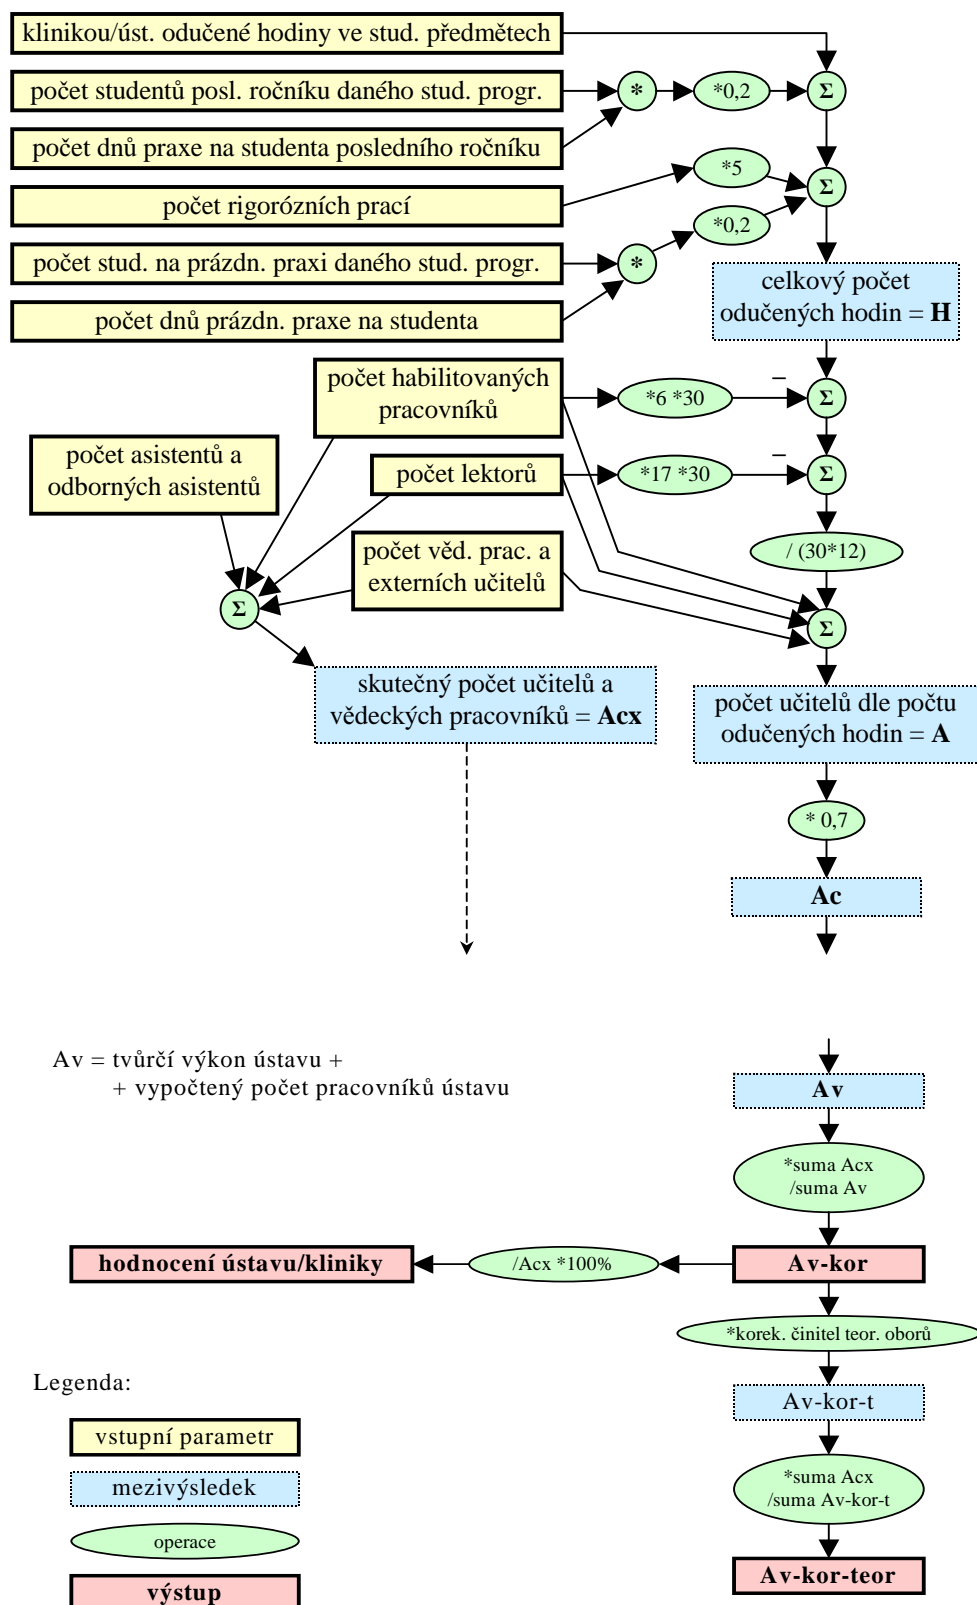 klinikou/úst. odučené hodiny ve stud. předmětech
Σ
počet studentů posl. ročníku daného stud. progr.
*
*0,2
počet dnů praxe na studenta posledního ročníku
*5
Σ
počet rigorózních prací
*0,2
počet stud. na prázdn. praxi daného stud. progr.
*
počet dnů prázdn. praxe na studenta
celkový počet
odučených hodin = H
počet habilitovaných
pracovníků
*6 *30
–
Σ
počet asistentů a
odborných asistentů
počet lektorů
*17 *30
–
Σ
/ (30*12)
počet věd. prac. a
externích učitelů
Σ
Σ
skutečný počet učitelů a
vědeckých pracovníků = Acx
počet učitelů dle počtu
odučených hodin = A
* 0,7
Ac
Av = tvůrčí výkon ústavu +
+ vypočtený počet pracovníků ústavu
Av
*suma Acx
/suma Av
hodnocení ústavu/kliniky
/Acx *100%
Av-kor
*korek. činitel teor. oborů
Legenda:
Av-kor-t
vstupní parametr
mezivýsledek
*suma Acx
/suma Av-kor-t
operace
výstup
Av-kor-teor